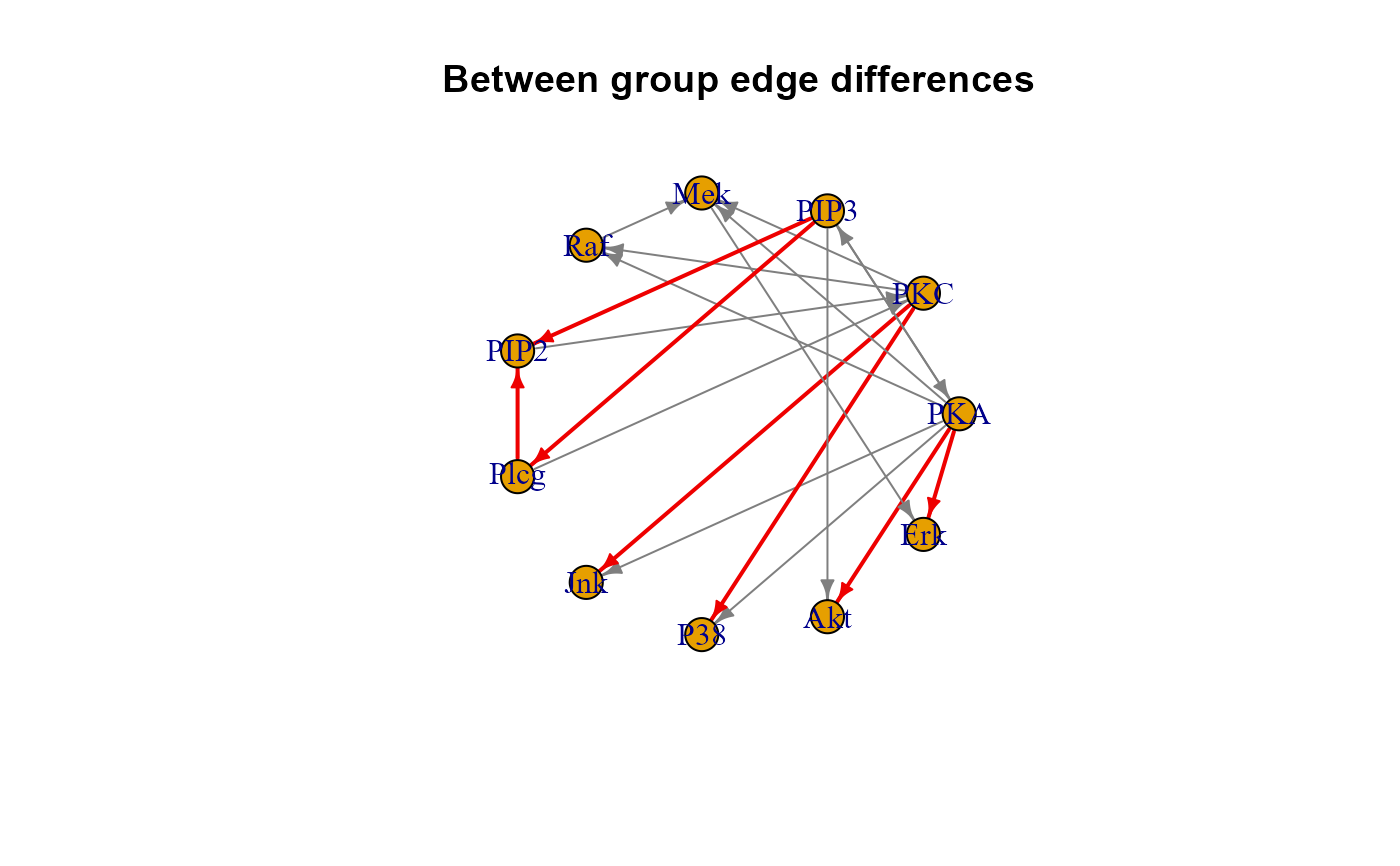 Between group edge differences
Mek
PIP3
Raf
PKC
PIP2
PKA
Plcg
Erk
Jnk
Akt
P38